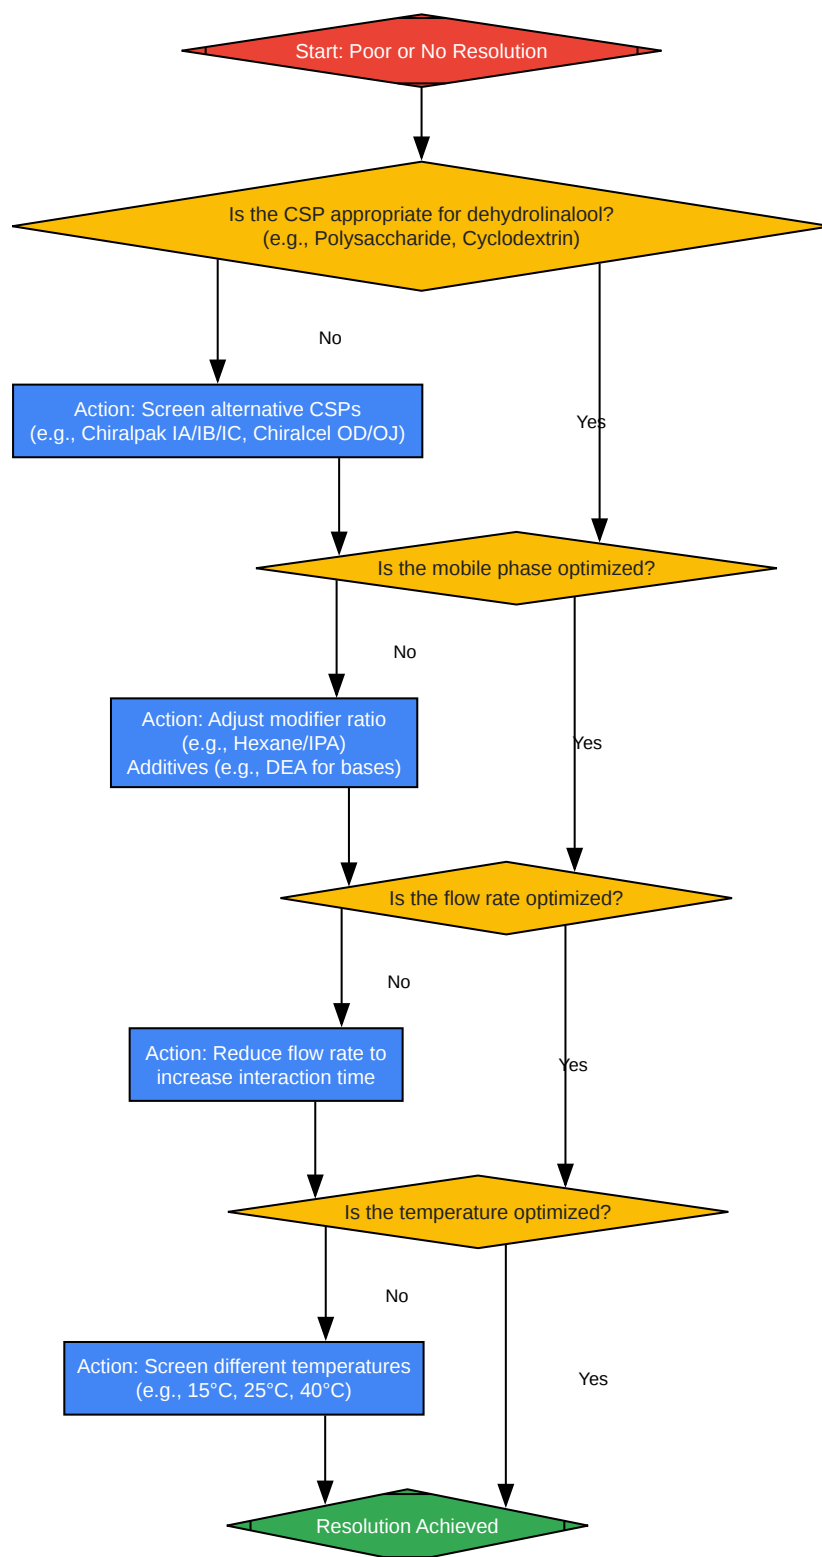 Start: Poor or No Resolution
Is the CSP appropriate for dehydrolinalool?
(e.g., Polysaccharide, Cyclodextrin)
No
Action: Screen alternative CSPs
(e.g., Chiralpak IA/IB/IC, Chiralcel OD/OJ)
Yes
Is the mobile phase optimized?
No
Action: Adjust modifier ratio
(e.g., Hexane/IPA)
Additives (e.g., DEA for bases)
Yes
Is the flow rate optimized?
No
Action: Reduce flow rate to
increase interaction time
Yes
Is the temperature optimized?
No
Action: Screen different temperatures
(e.g., 15°C, 25°C, 40°C)
Yes
Resolution Achieved